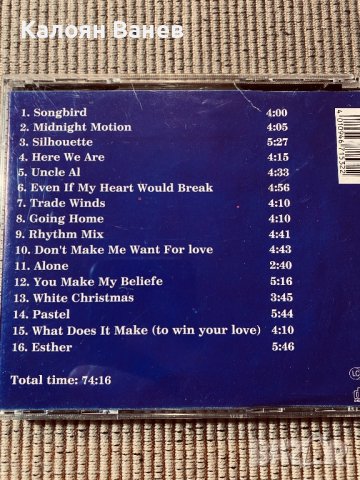 Калоян Ванев
1. Songbird 4:00
2. Midnight Motion 4:05
3. Silhouette 5:27
4. Here We Are 4:15
5. Uncle Al 4:33
6. Even If My Heart Would Break 4:56
7. Trade Winds 4:10
8. Going Home 4:10
9. Rhythm Mix 4:41
10. Don't Make Me Want For love 4:43
11. Alone 2:40
12. You Make My Beliefe 5:16
13. White Christmas 3:45
14. Pastel 5:44
15. What Does It Make (to win your love) 4:10
16. Esther 5:46
Total time: 74:16
LC